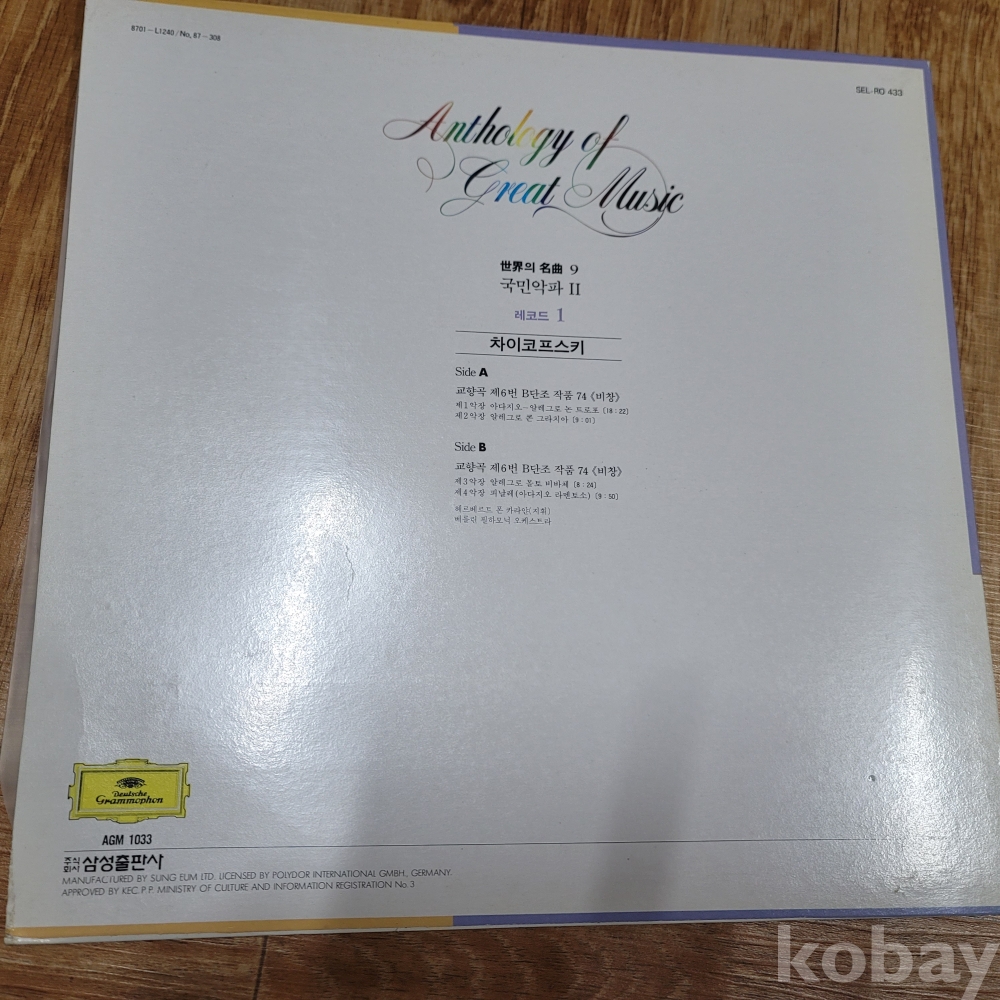 8701-L1240/No, 87-308
SEL-RO 433
Anthology of
Great Music
世界의 名曲 9
국민악파 II
레코드 1
차이코프스키
Side A
교향곡 제6번 B단조 작품 74 《비창》
제1악장 아다지오-알레그로 논 트로포 [18:22]
제2악장 알레그로 콘 그라치아 [9:01]
Side B
교향곡 제6번 B단조 작품 74 《비창》
제3악장 알레그로 몰토 비바체 [8:24]
제4악장 피날레(아다지오 라멘토소) [9:50]
헤르베르트 폰 카라얀(지휘)
베를린 필하모닉 오케스트라
Deutsche
Grammophon
AGM 1033
주식회사 삼성출판사
MANUFACTURED BY SUNG EUM LTD. LICENSED BY POLYDOR INTERNATIONAL GMBH., GERMANY.
APPROVED BY KEC. P.P. MINISTRY OF CULTURE AND INFORMATION REGISTRATION No 3
kobay